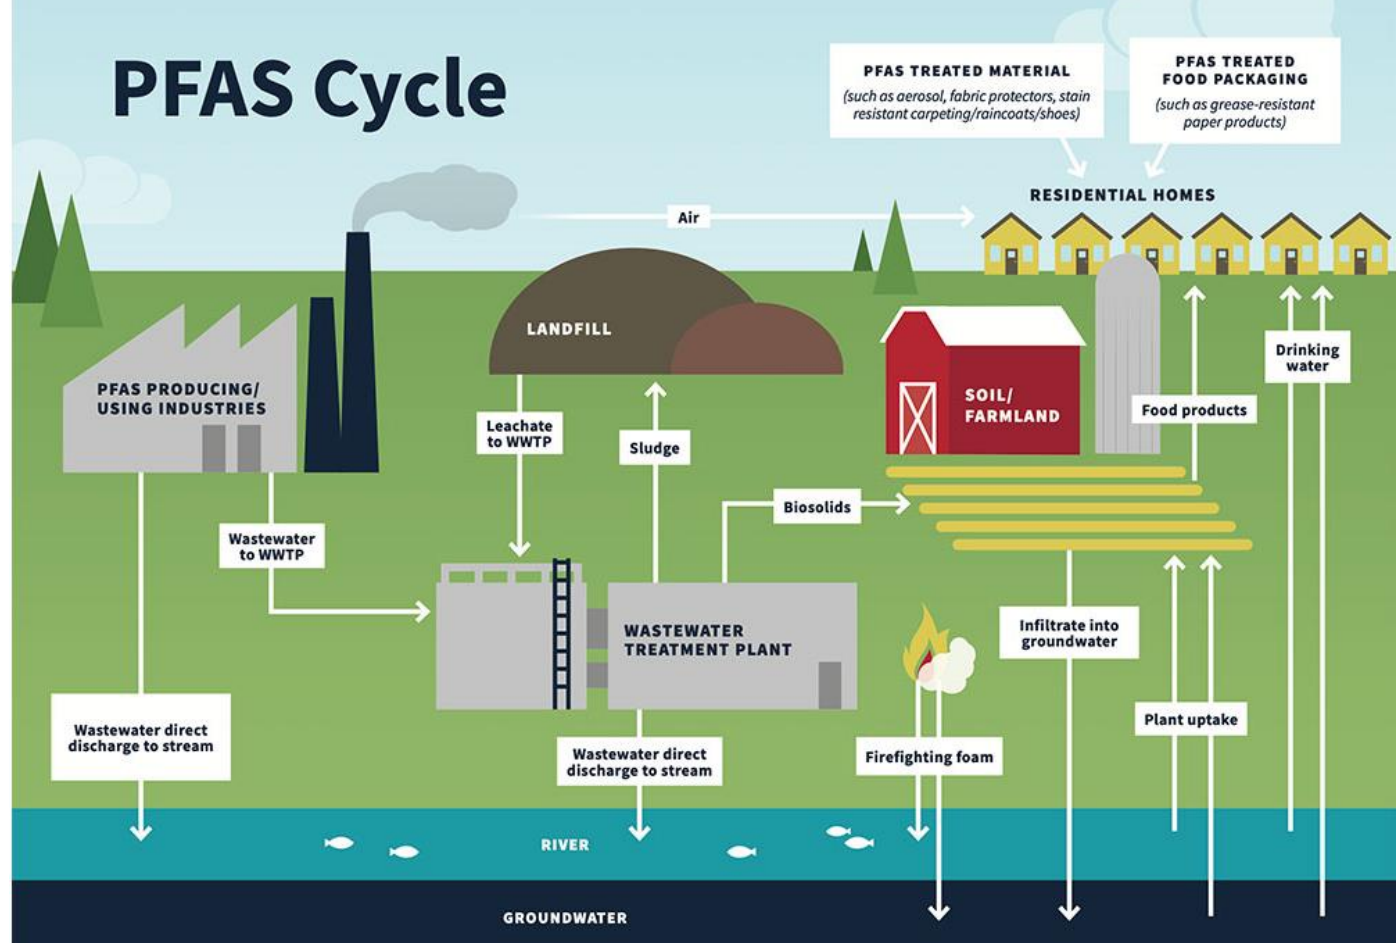 PFAS Cycle
PFAS TREATED MATERIAL
(such as aerosol, fabric protectors, stain
resistant carpeting/raincoats/shoes)
PFAS TREATED
FOOD PACKAGING
(such as grease-resistant
paper products)
RESIDENTIAL HOMES
Air
LANDFILL
PFAS PRODUCING/
USING INDUSTRIES
SOIL/
FARMLAND
Drinking
water
Food products
Leachate
to WWTP
Sludge
Biosolids
Wastewater
to WWTP
WASTEWATER
TREATMENT PLANT
Infiltrate into
groundwater
Plant uptake
Wastewater direct
discharge to stream
Wastewater direct
discharge to stream
Firefighting foam
RIVER
GROUNDWATER